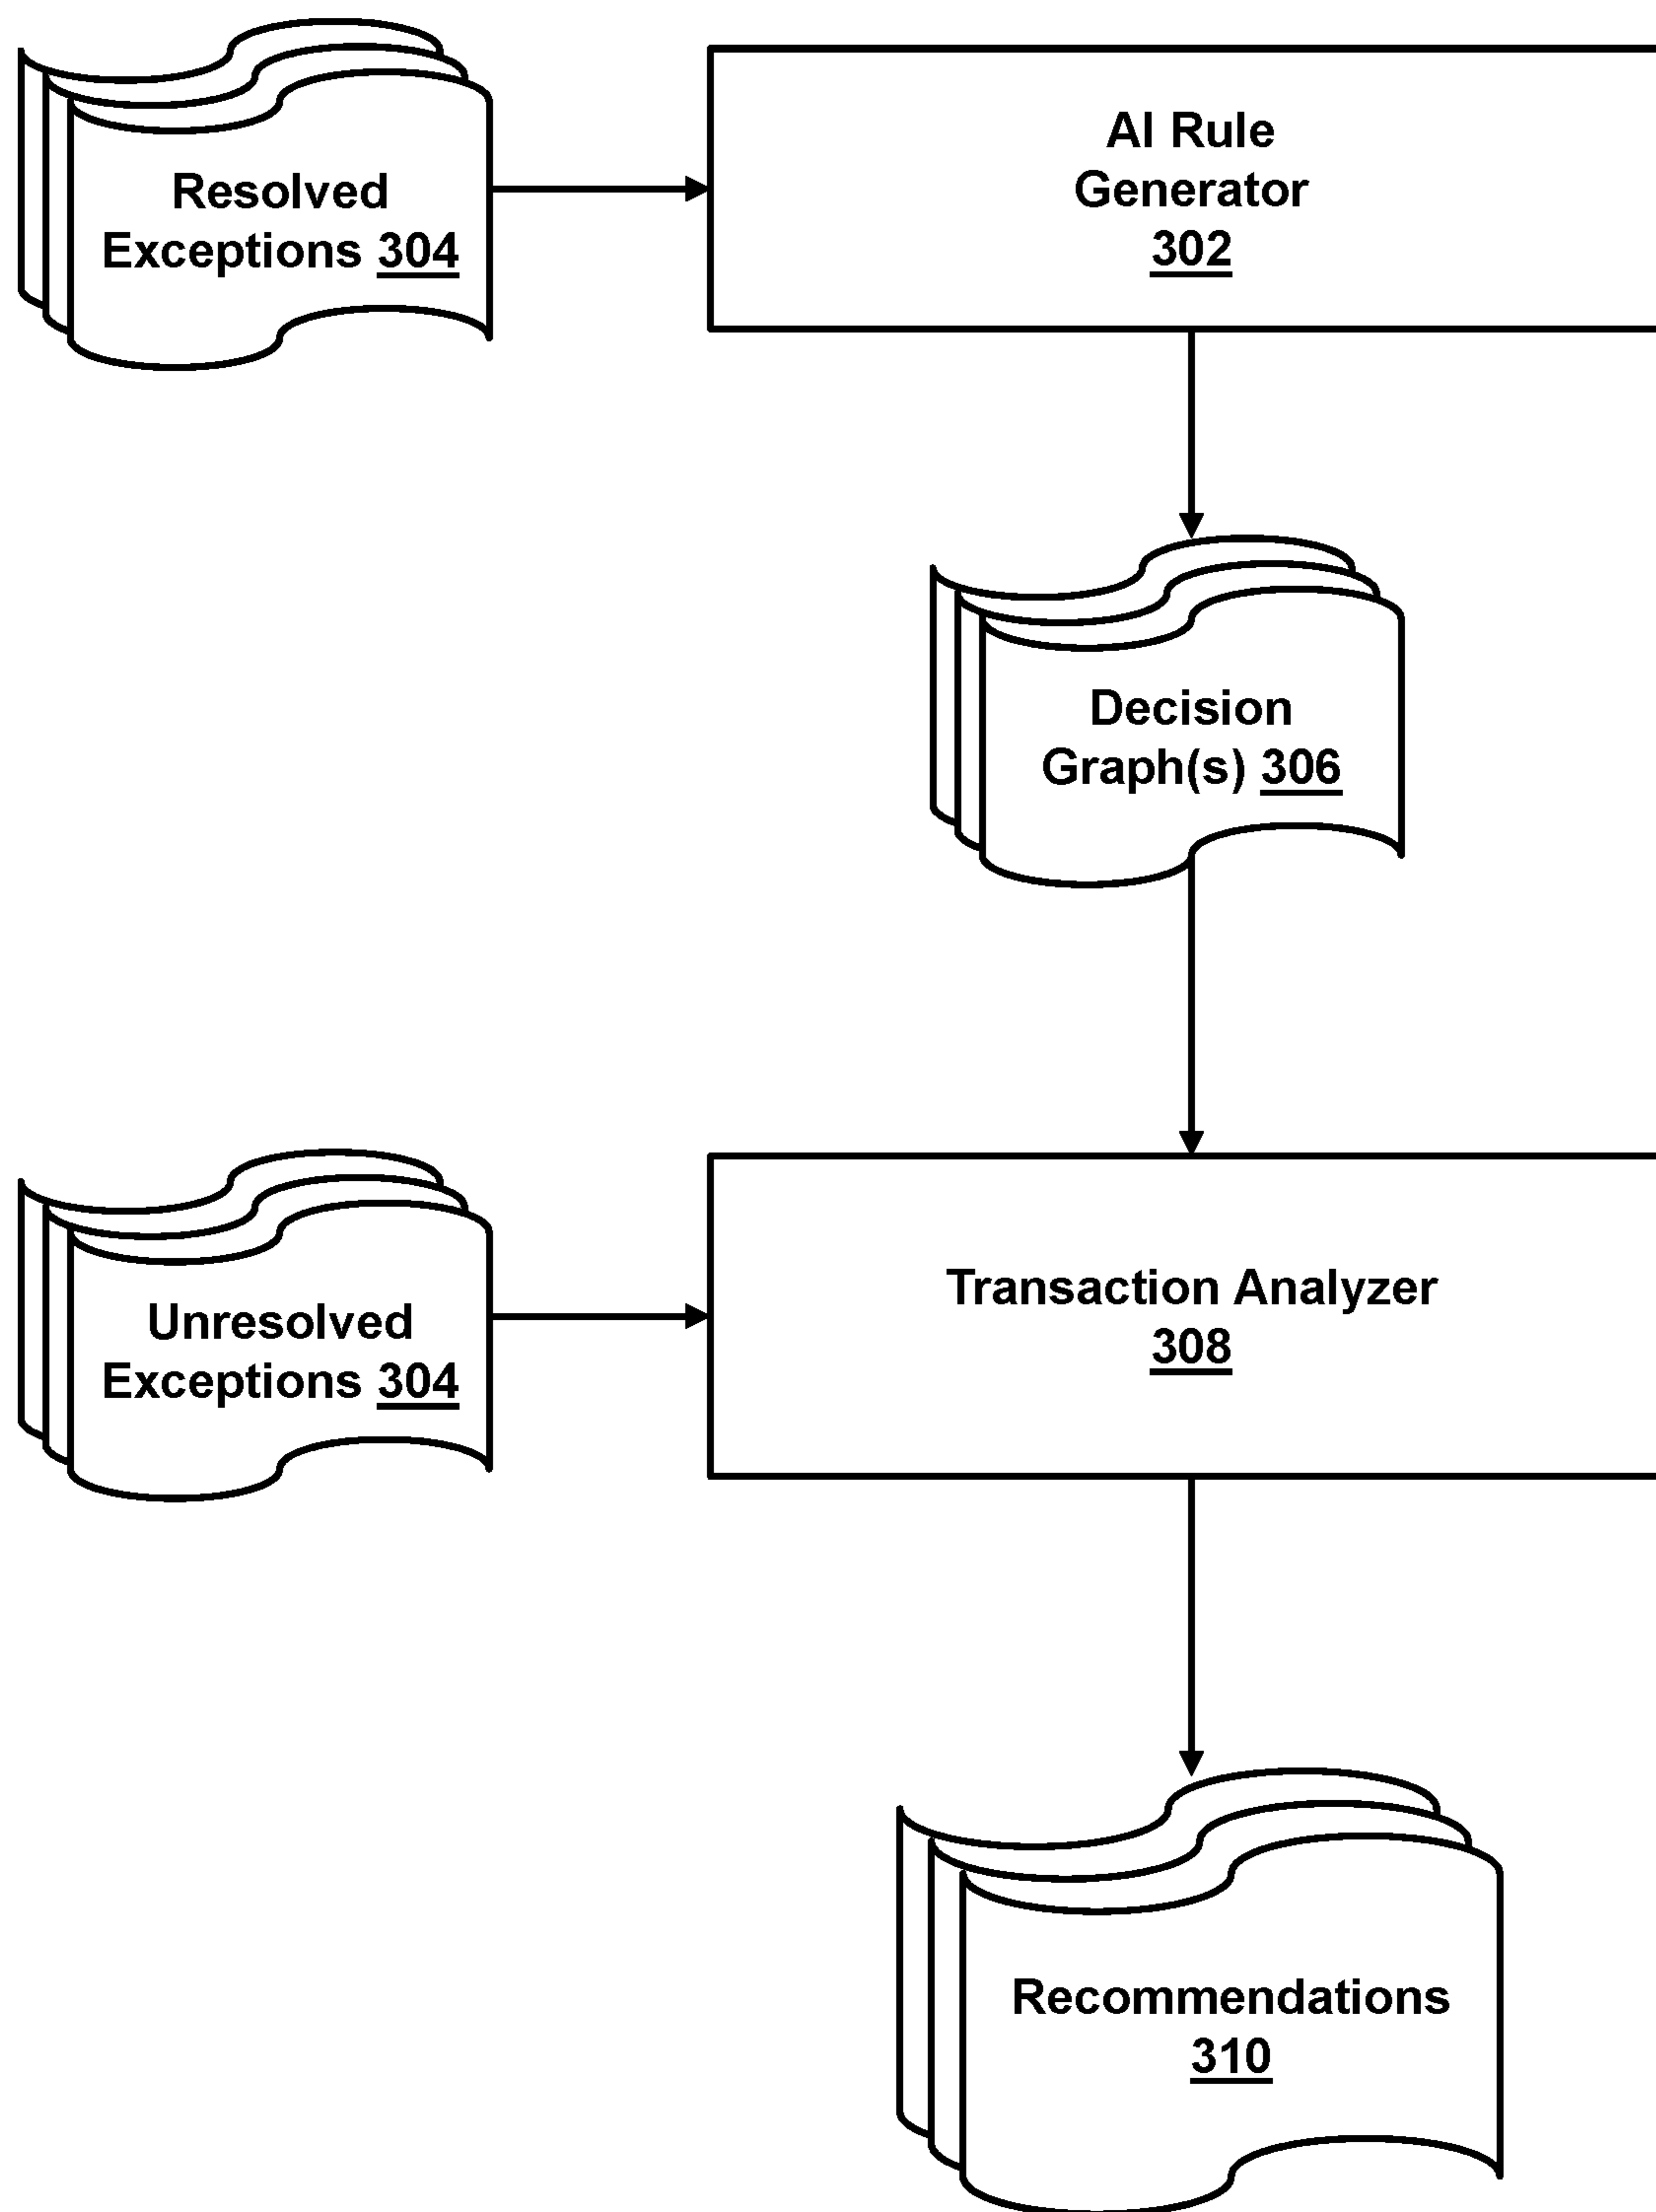 Resolved
Exceptions 304
AI Rule
Generator
302
Decision
Graph(s) 306
Unresolved
Exceptions 304
Transaction Analyzer
308
Recommendations
310